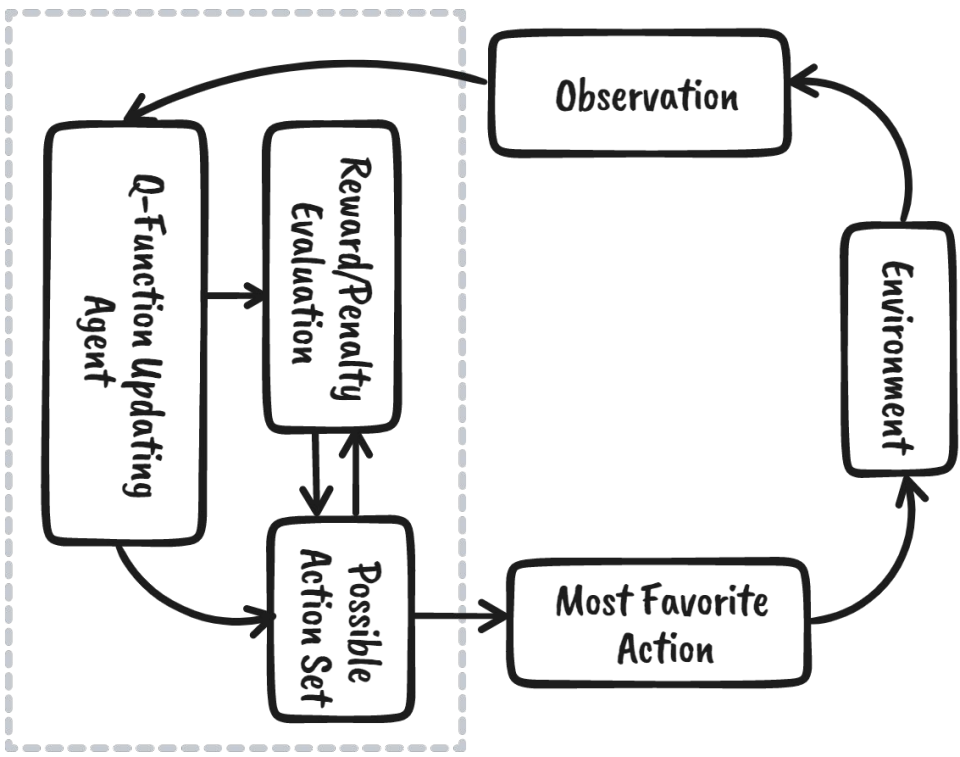 Observation
Q-Function Updating
Agent
Reward/Penalty
Evaluation
Environment
Possible
Action Set
Most Favorite
Action